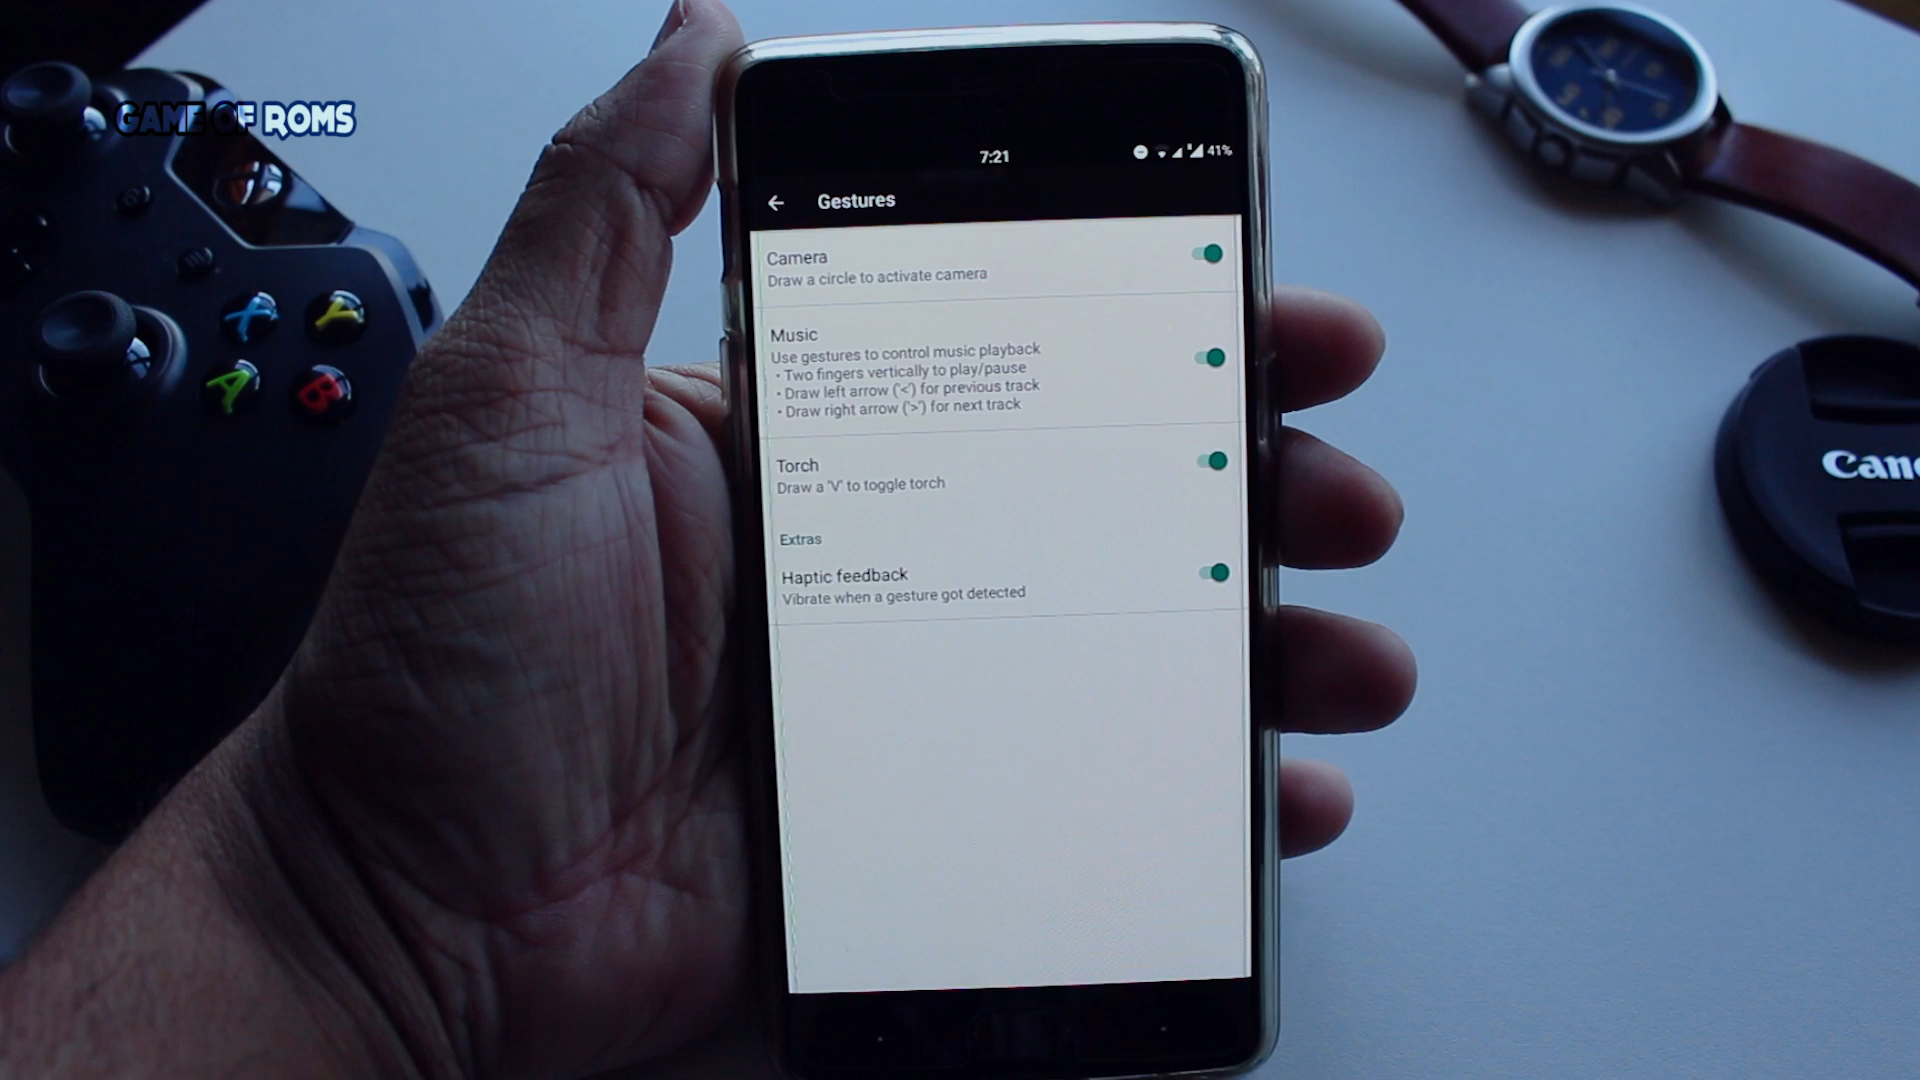 GAME OF ROMS
7:21
41%
Gestures
Camera
Draw a circle to activate camera
Music
Use gestures to control music playback
• Two fingers vertically to play/pause
• Draw left arrow ('<') for previous track
• Draw right arrow ('>') for next track
Torch
Draw a 'V' to toggle torch
Extras
Haptic feedback
Vibrate when a gesture got detected
X
Y
A
B